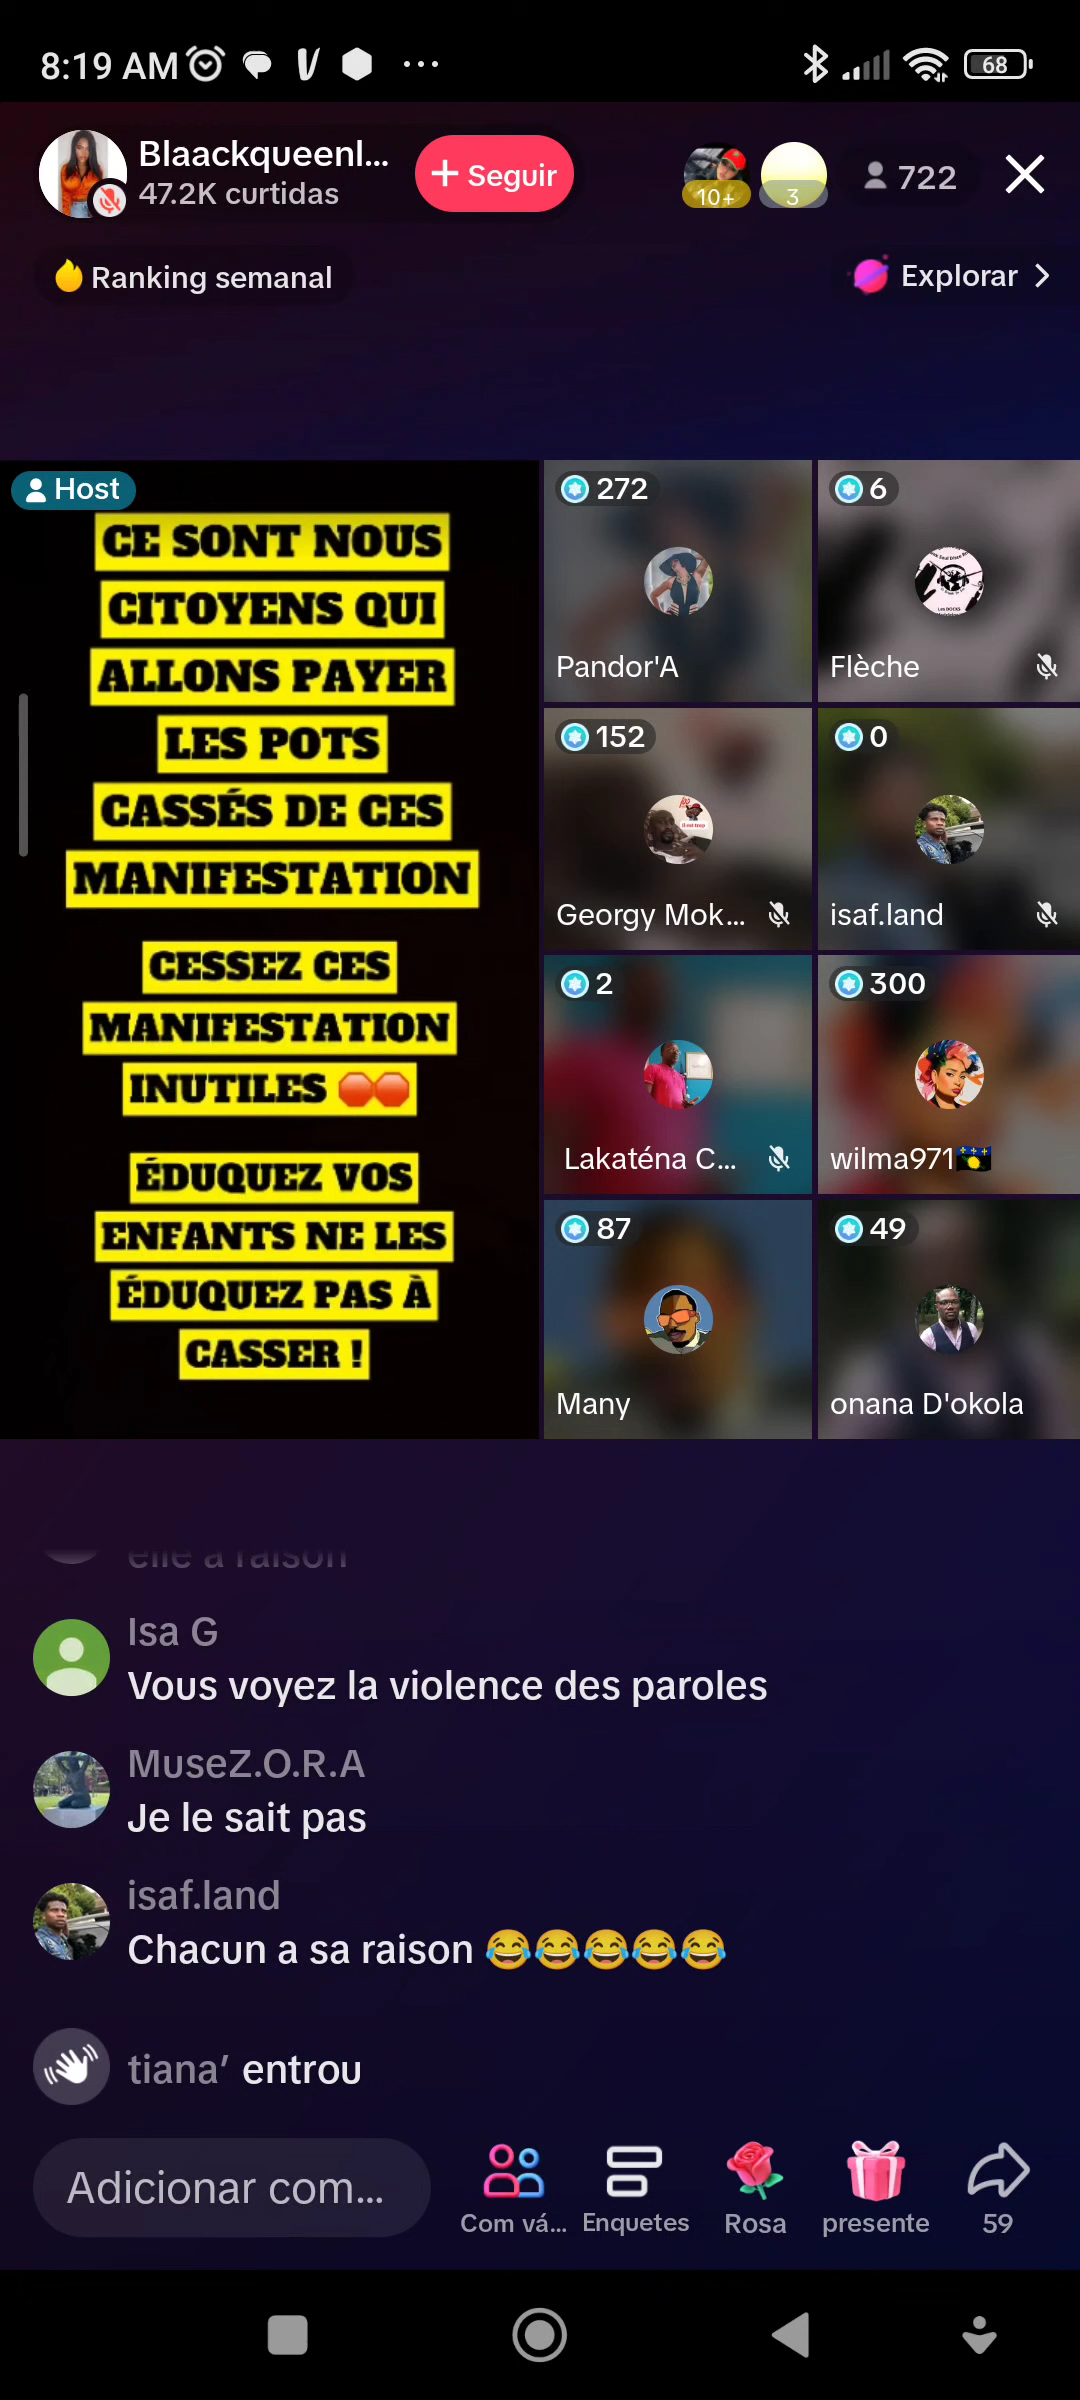 8:19 AM
68
Blaackqueenl...
47.2K curtidas
+ Seguir
10+
3
722
Ranking semanal
Explorar >
Host
CE SONT NOUS
CITOYENS QUI
ALLONS PAYER
LES POTS
CASSÉS DE CES
MANIFESTATION
CESSEZ CES
MANIFESTATION
INUTILES 🛑🛑
ÉDUQUEZ VOS
ENFANTS NE LES
ÉDUQUEZ PAS À
CASSER !
272
Pandor'A
6
Flèche
152
Georgy Mok...
0
isaf.land
2
Lakaténa C...
300
wilma971
87
Many
49
onana D'okola
elle a raison
Isa G
Vous voyez la violence des paroles
MuseZ.O.R.A
Je le sait pas
isaf.land
Chacun a sa raison 😂😂😂😂😂
tiana’ entrou
Adicionar com...
Com vá...
Enquetes
Rosa
presente
59